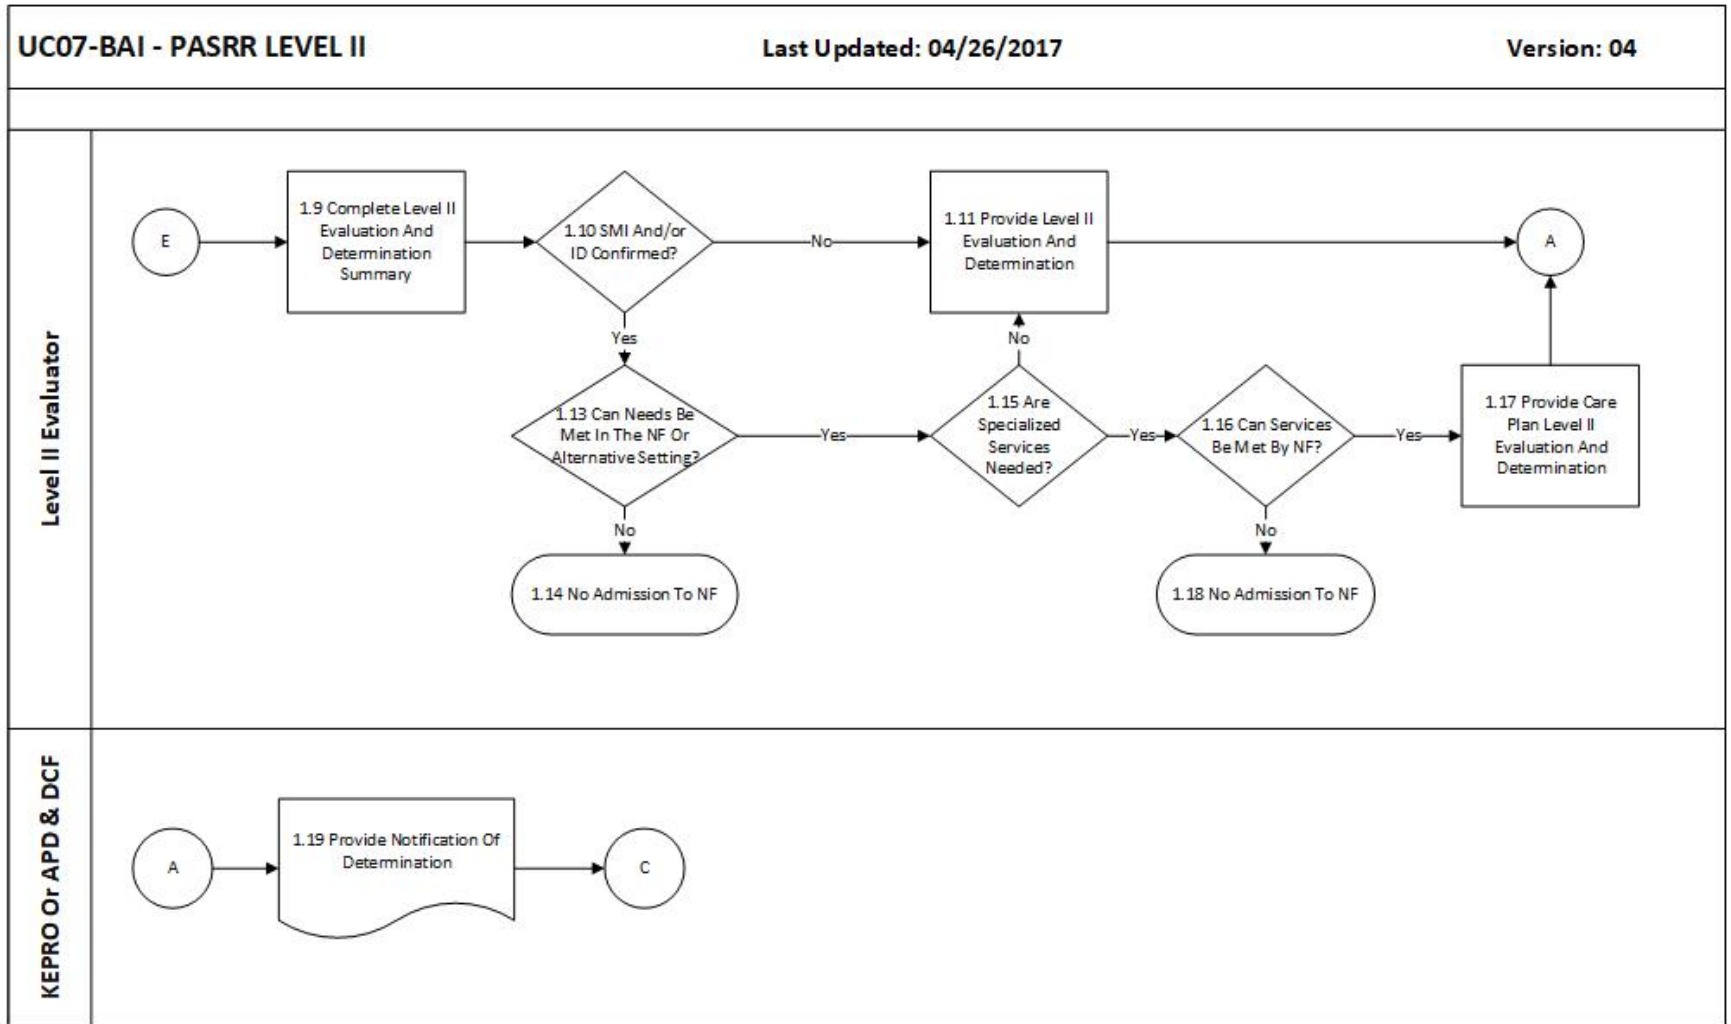 UC07-BAI - PASRR LEVEL II
Last Updated: 04/26/2017
Version: 04
Level II Evaluator
E
1.9 Complete Level II
Evaluation And
Determination
Summary
1.10 SMI And/or
ID Confirmed?
No
1.11 Provide Level II
Evaluation And
Determination
A
Yes
No
1.13 Can Needs Be
Met In The NF Or
Alternative Setting?
Yes
1.15 Are
Specialized
Services
Needed?
Yes
1.16 Can Services
Be Met By NF?
Yes
1.17 Provide Care
Plan Level II
Evaluation And
Determination
No
No
1.14 No Admission To NF
1.18 No Admission To NF
KEPRO Or APD & DCF
A
1.19 Provide Notification Of
Determination
C